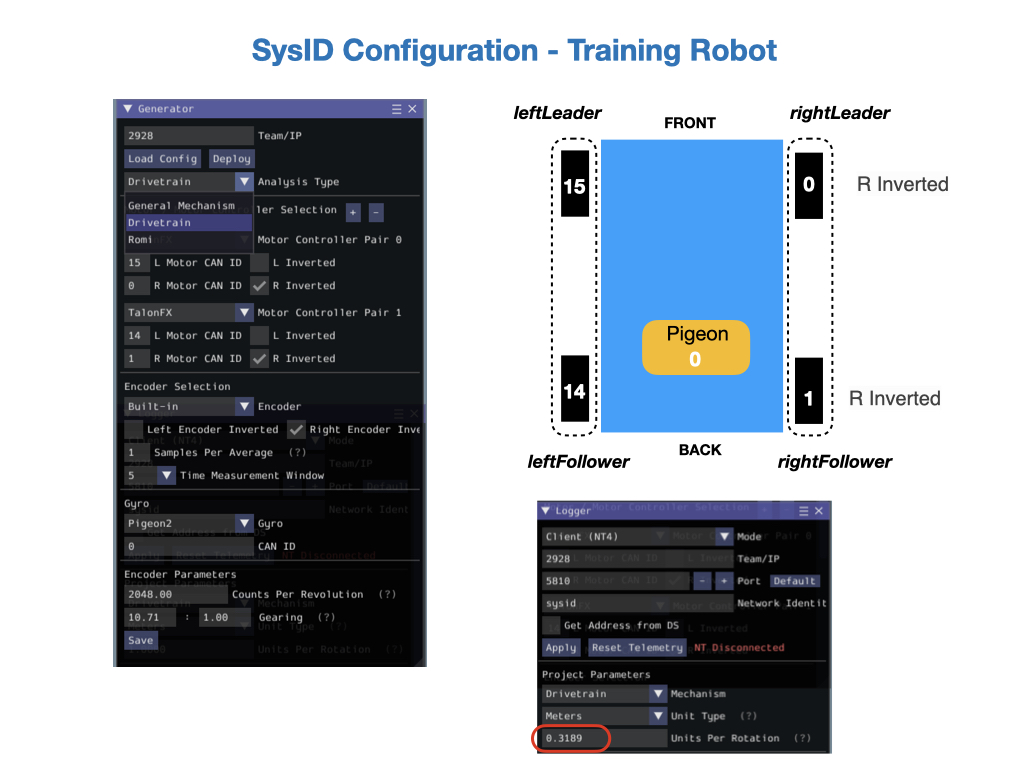 SysID Configuration - Training Robot
Generator
2928 Team/IP
Load Config Deploy
Drivetrain Analysis Type
General Mechanism
ler Selection + -
Drivetrain
Romi Motor Controller Pair 0
15 L Motor CAN ID L Inverted
0 R Motor CAN ID R Inverted
TalonFX Motor Controller Pair 1
14 L Motor CAN ID L Inverted
1 R Motor CAN ID R Inverted
Encoder Selection
Built-in Encoder
Left Encoder Inverted Right Encoder Inve
1 Samples Per Average (?)
5 Time Measurement Window
Gyro
Pigeon2 Gyro
0 CAN ID
Encoder Parameters
2048.00 Counts Per Revolution (?)
10.71 : 1.00 Gearing (?)
Save
leftLeader
FRONT
rightLeader
15
0
R Inverted
Pigeon
0
14
1
R Inverted
BACK
leftFollower
rightFollower
Logger
Client (NT4) Mode
2928 Team/IP
5810 - + Port Default
sysid Network Identit
Get Address from DS
Apply Reset Telemetry NT Disconnected
Project Parameters
Drivetrain Mechanism
Meters Unit Type (?)
0.3189 Units Per Rotation (?)